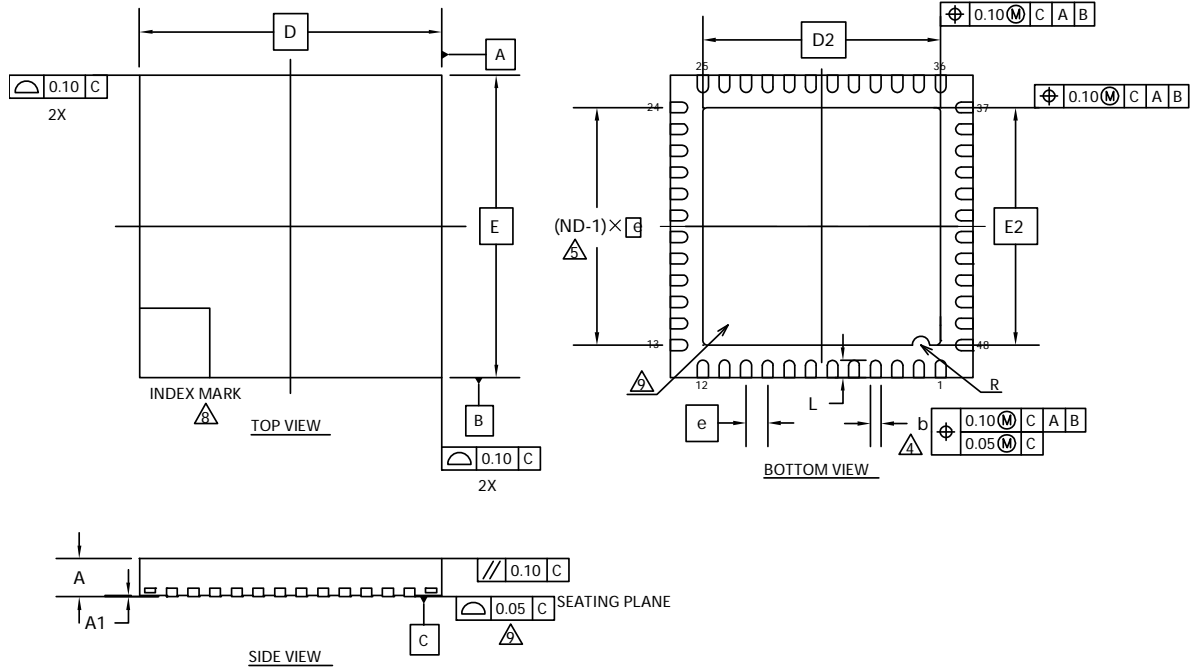 D
A
⌓ 0.10 C
2X
E
INDEX MARK
8
TOP VIEW
B
⌓ 0.10 C
2X
⌖ 0.10 Ⓜ C A B
D2
25
36
⌖ 0.10 Ⓜ C A B
24
37
(ND-1)× e
5
E2
13
48
9
12
1
L
R
e
b
4
⌖ 0.10 Ⓜ C A B
0.05 Ⓜ C
BOTTOM VIEW
A
// 0.10 C
A1
⌓ 0.05 C
SEATING PLANE
9
C
SIDE VIEW